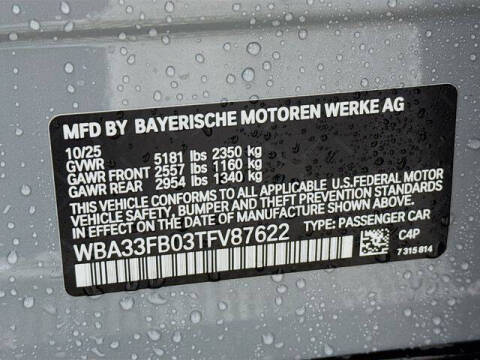 MFD BY BAYERISCHE MOTOREN WERKE AG
10/25
GVWR 5181 lbs 2350 kg
GAWR FRONT 2557 lbs 1160 kg
GAWR REAR 2954 lbs 1340 kg
THIS VEHICLE CONFORMS TO ALL APPLICABLE U.S. FEDERAL MOTOR
VEHICLE SAFETY, BUMPER AND THEFT PREVENTION STANDARDS IN
EFFECT ON THE DATE OF MANUFACTURE SHOWN ABOVE.
WBA33FB03TFV87622 TYPE: PASSENGER CAR
C4P
7 315 814